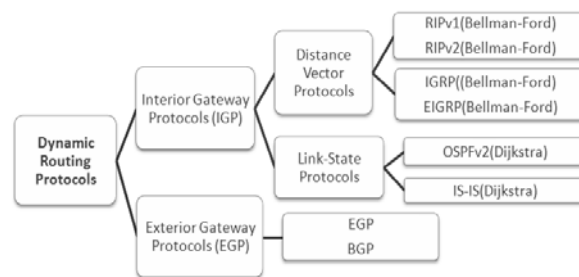 Dynamic
Routing
Protocols
Interior Gateway
Protocols (IGP)
Exterior Gateway
Protocols (EGP)
Distance
Vector
Protocols
Link-State
Protocols
RIPv1(Bellman-Ford)
RIPv2(Bellman-Ford)
IGRP((Bellman-Ford)
EIGRP(Bellman-Ford)
OSPFv2(Dijkstra)
IS-IS(Dijkstra)
EGP
BGP